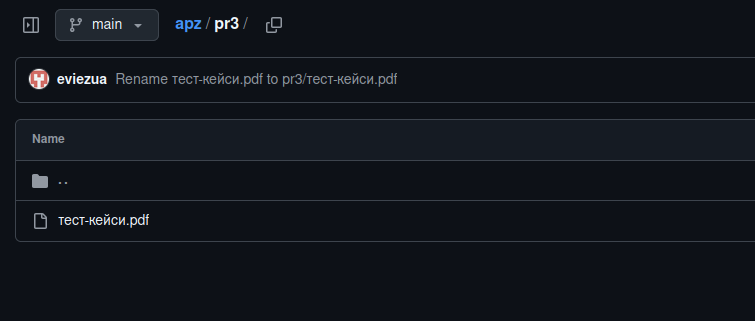 main apz / pr3 /
eviezua Rename тест-кейси.pdf to pr3/тест-кейси.pdf
Name
..
тест-кейси.pdf